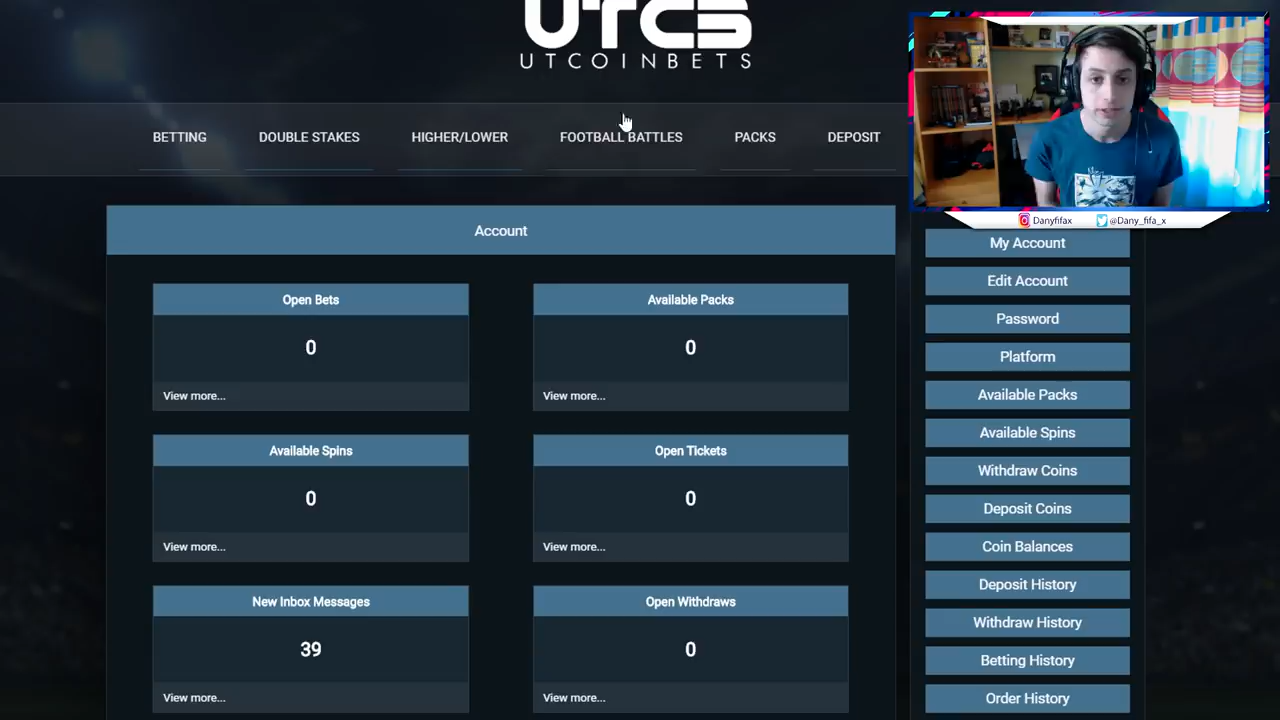 UTCB
UTCOINBETS
BETTING DOUBLE STAKES HIGHER/LOWER FOOTBALL BATTLES PACKS DEPOSIT
Danyfifax @Dany_fifa_x
Account
Open Bets
0
View more...
Available Packs
0
View more...
Available Spins
0
View more...
Open Tickets
0
View more...
New Inbox Messages
39
View more...
Open Withdraws
0
View more...
My Account
Edit Account
Password
Platform
Available Packs
Available Spins
Withdraw Coins
Deposit Coins
Coin Balances
Deposit History
Withdraw History
Betting History
Order History